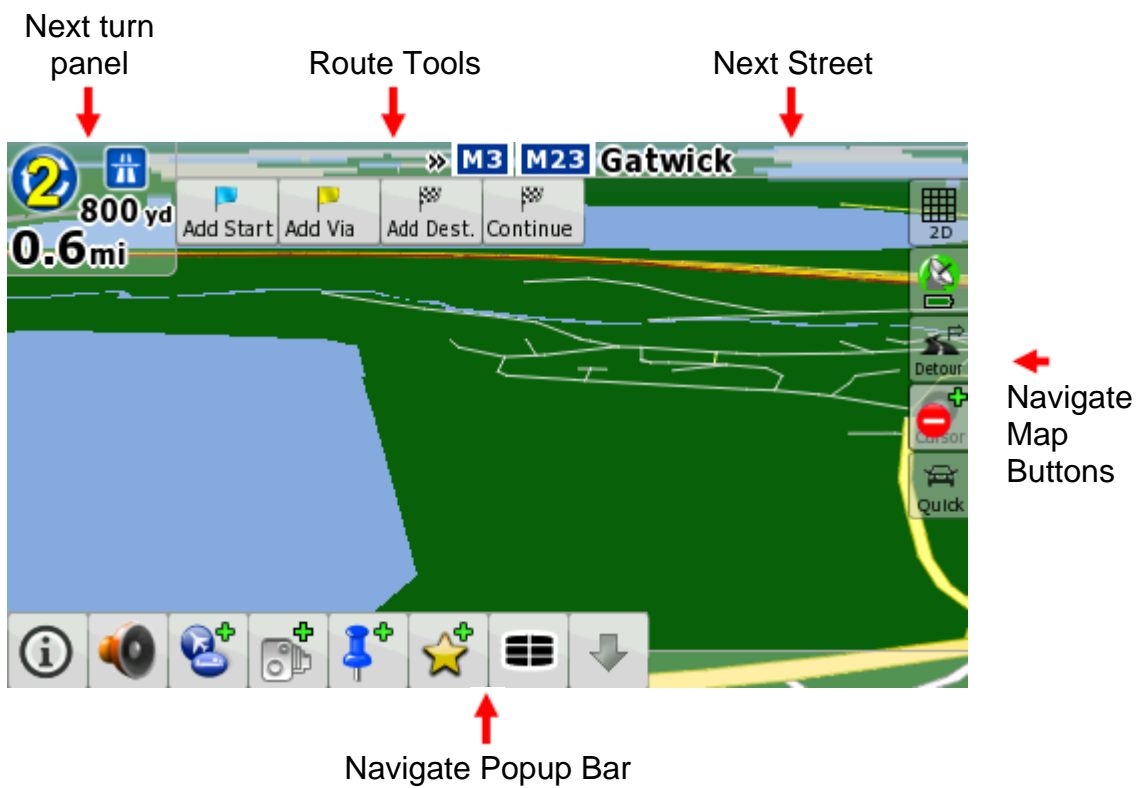 Next turn
panel
Route Tools
Next Street
2
800 yd
0.6mi
» M3 M23 Gatwick
Add Start
Add Via
Add Dest.
Continue
2D
Detour
Cursor
Quick
Navigate
Map
Buttons
Navigate Popup Bar